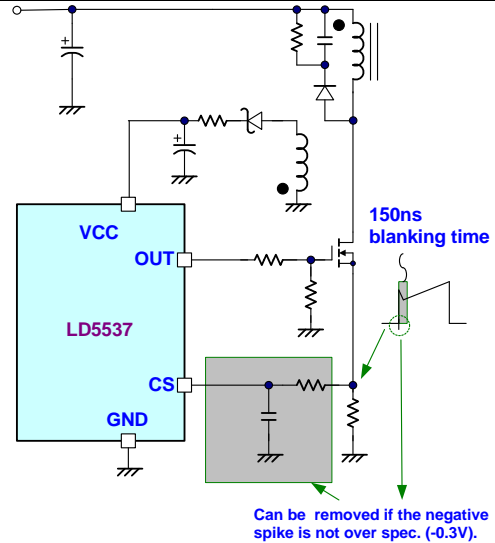 150ns
blanking time
VCC
OUT
LD5537
CS
GND
Can be removed if the negative
spike is not over spec. (-0.3V).